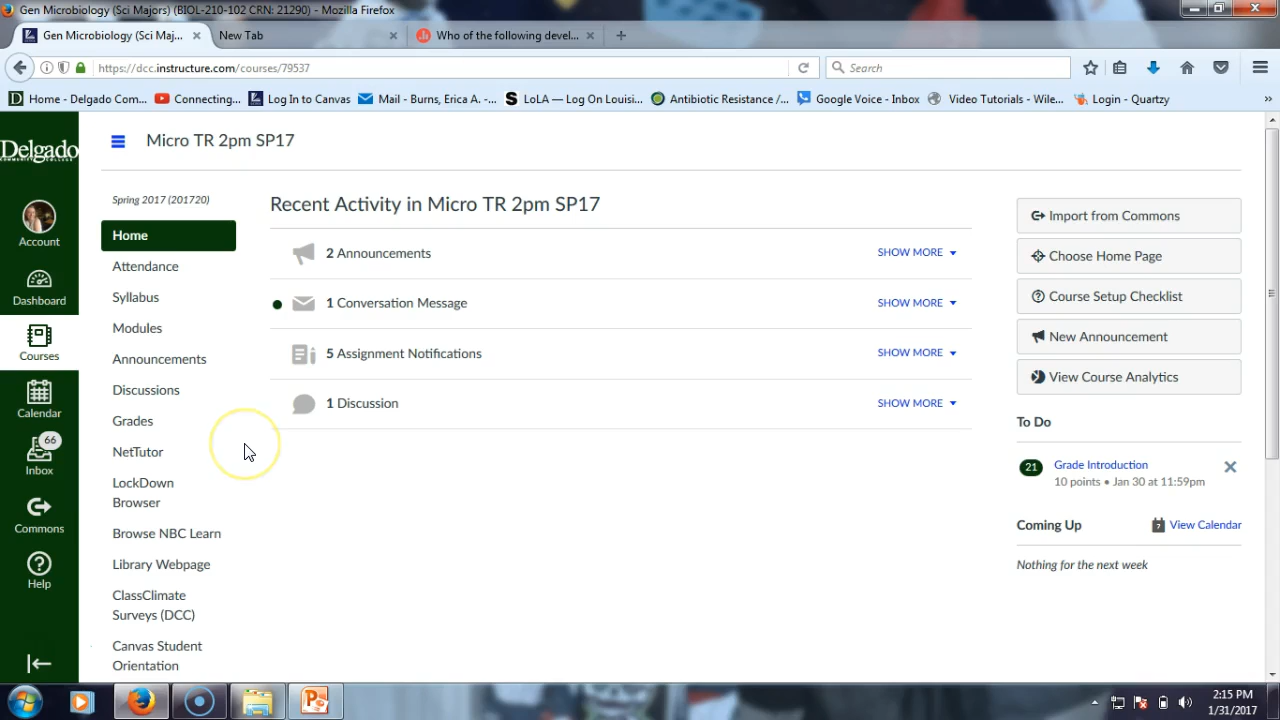 Gen Microbiology (Sci Majors) (BIOL-210-102 CRN: 21290) - Mozilla Firefox
Gen Microbiology (Sci Maj...
New Tab
Who of the following devel...
https://dcc.instructure.com/courses/79537
Search
Home - Delgado Com...
Connecting...
Log In to Canvas
Mail - Burns, Erica A. -...
LoLA — Log On Louisi...
Antibiotic Resistance /...
Google Voice - Inbox
Video Tutorials - Wile...
Login - Quartzy
Delgado
COMMUNITY COLLEGE
Account
Dashboard
Courses
Calendar
66
Inbox
Commons
Help
Micro TR 2pm SP17
Spring 2017 (201720)
Home
Attendance
Syllabus
Modules
Announcements
Discussions
Grades
NetTutor
LockDown
Browser
Browse NBC Learn
Library Webpage
ClassClimate
Surveys (DCC)
Canvas Student
Orientation
Recent Activity in Micro TR 2pm SP17
2 Announcements
SHOW MORE
1 Conversation Message
SHOW MORE
5 Assignment Notifications
SHOW MORE
1 Discussion
SHOW MORE
Import from Commons
Choose Home Page
Course Setup Checklist
New Announcement
View Course Analytics
To Do
21
Grade Introduction
10 points • Jan 30 at 11:59pm
Coming Up
7
View Calendar
Nothing for the next week
2:15 PM
1/31/2017